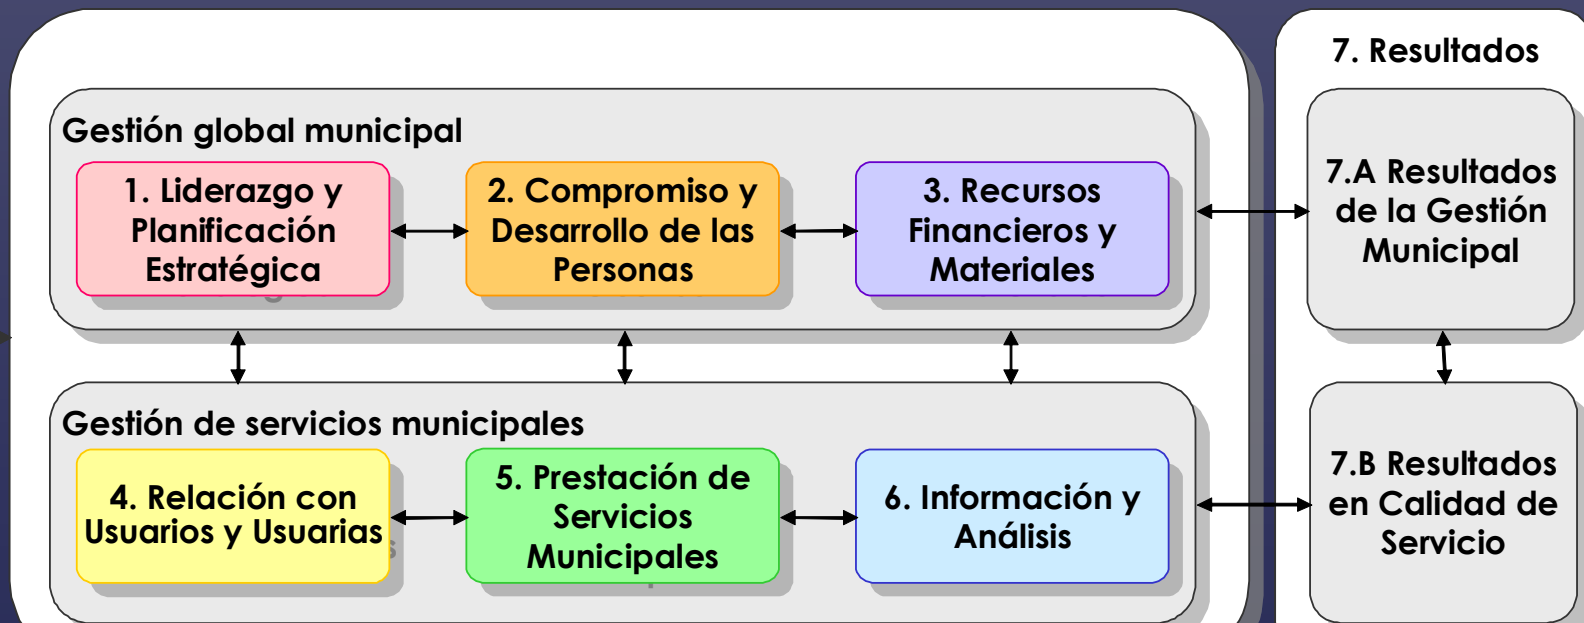 7. Resultados
Gestión global municipal
1. Liderazgo y
Planificación
Estratégica
2. Compromiso y
Desarrollo de las
Personas
3. Recursos
Financieros y
Materiales
7.A Resultados
de la Gestión
Municipal
Gestión de servicios municipales
4. Relación con
Usuarios y Usuarias
5. Prestación de
Servicios
Municipales
6. Información y
Análisis
7.B Resultados
en Calidad de
Servicio